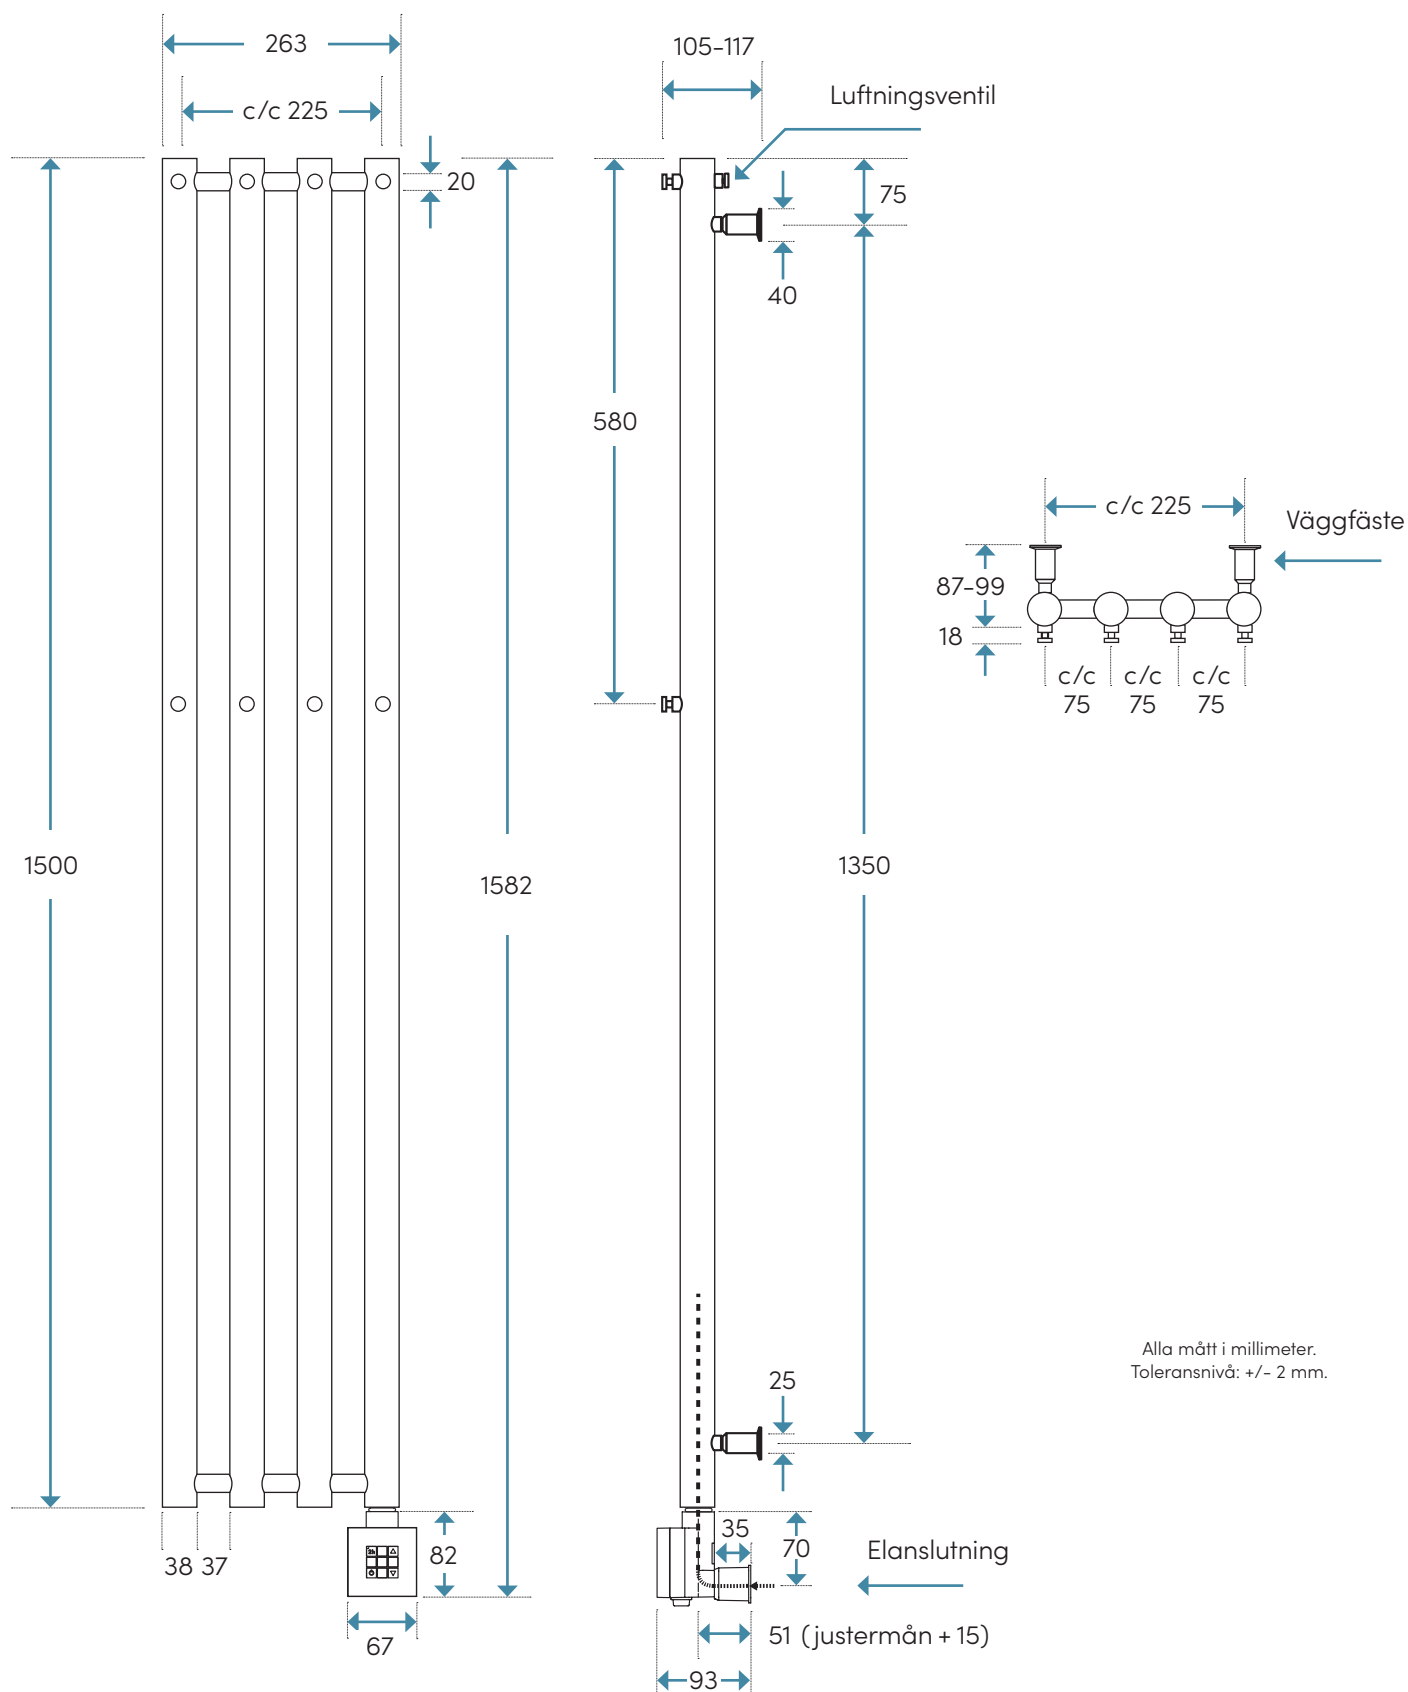 263
105-117
c/c 225
Luftningsventil
20
75
40
580
c/c 225
Väggfäste
87-99
18
c/c
75
c/c
75
c/c
75
1500
1582
1350
Alla mått i millimeter.
Toleransnivå: +/- 2 mm.
25
38
37
82
35
70
Elanslutning
2h
67
51 (justermån + 15)
93